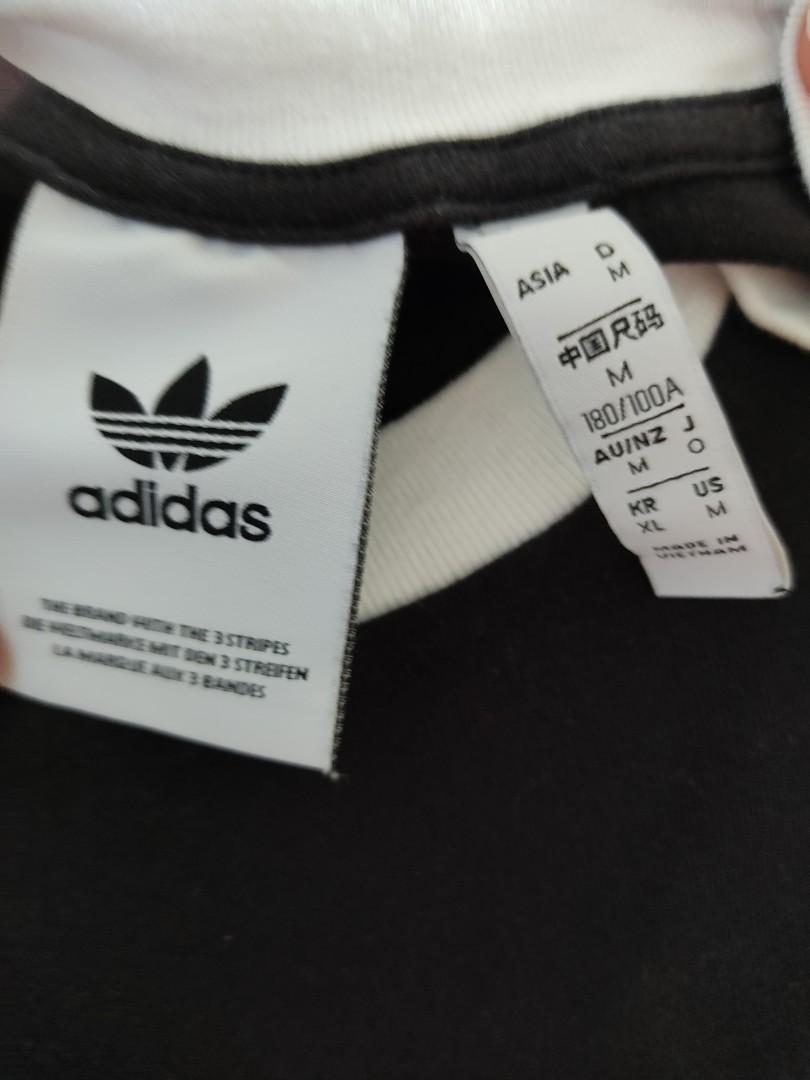 adidas
THE BRAND WITH THE 3 STRIPES
DIE WELTMARKE MIT DEN 3 STREIFEN
LA MARQUE AUX 3 BANDES
ASIA D
M
中国尺码
M
180/100A
AU/NZ J
M O
KR US
XL M
MADE IN
VIETNAM